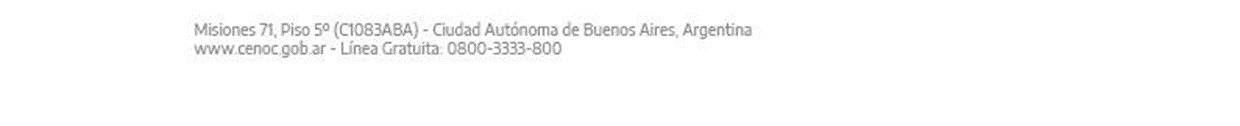 Misiones 71, Piso 5º (C1083ABA) - Ciudad Autónoma de Buenos Aires, Argentina
www.cenoc.gob.ar - Línea Gratuita: 0800-3333-800